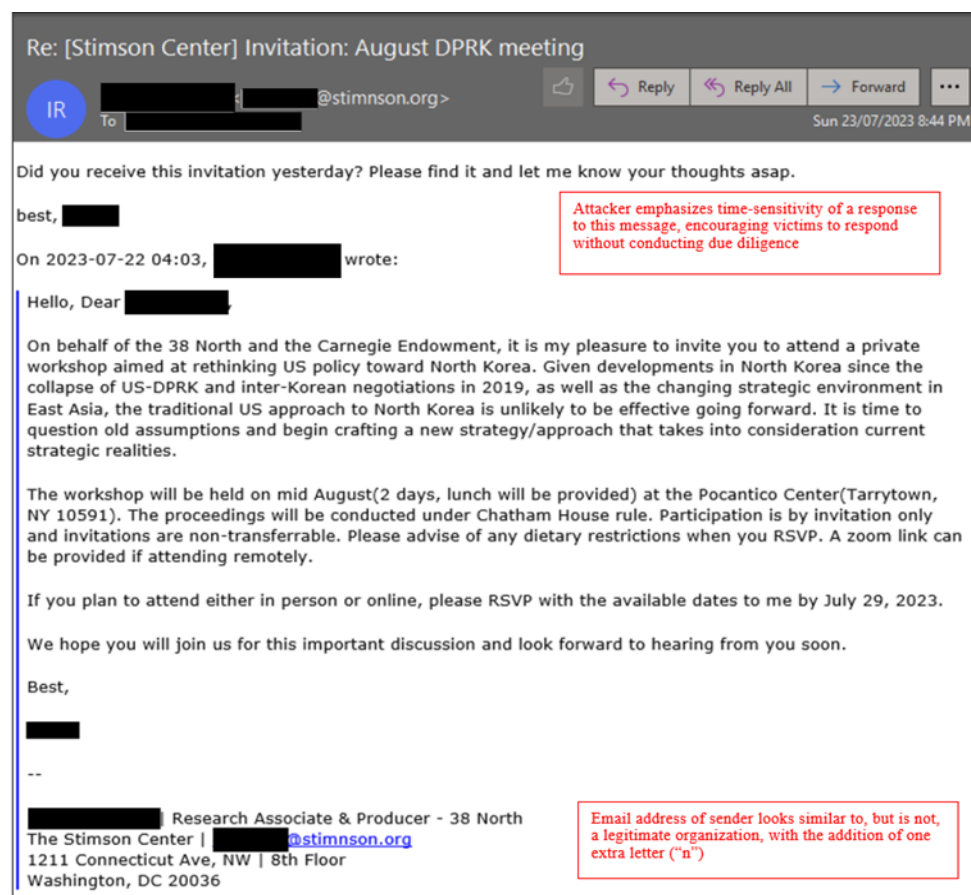 Re: [Stimson Center] Invitation: August DPRK meeting
IR
< @stimnson.org>
Reply
Reply All
Forward
...
To
Sun 23/07/2023 8:44 PM
Did you receive this invitation yesterday? Please find it and let me know your thoughts asap.
best,
Attacker emphasizes time-sensitivity of a response
to this message, encouraging victims to respond
without conducting due diligence
On 2023-07-22 04:03, wrote:
Hello, Dear ,
On behalf of the 38 North and the Carnegie Endowment, it is my pleasure to invite you to attend a private
workshop aimed at rethinking US policy toward North Korea. Given developments in North Korea since the
collapse of US-DPRK and inter-Korean negotiations in 2019, as well as the changing strategic environment in
East Asia, the traditional US approach to North Korea is unlikely to be effective going forward. It is time to
question old assumptions and begin crafting a new strategy/approach that takes into consideration current
strategic realities.
The workshop will be held on mid August(2 days, lunch will be provided) at the Pocantico Center(Tarrytown,
NY 10591). The proceedings will be conducted under Chatham House rule. Participation is by invitation only
and invitations are non-transferrable. Please advise of any dietary restrictions when you RSVP. A zoom link can
be provided if attending remotely.
If you plan to attend either in person or online, please RSVP with the available dates to me by July 29, 2023.
We hope you will join us for this important discussion and look forward to hearing from you soon.
Best,
--
| Research Associate & Producer - 38 North
The Stimson Center | @stimnson.org
1211 Connecticut Ave, NW | 8th Floor
Washington, DC 20036
Email address of sender looks similar to, but is not,
a legitimate organization, with the addition of one
extra letter (“n”)